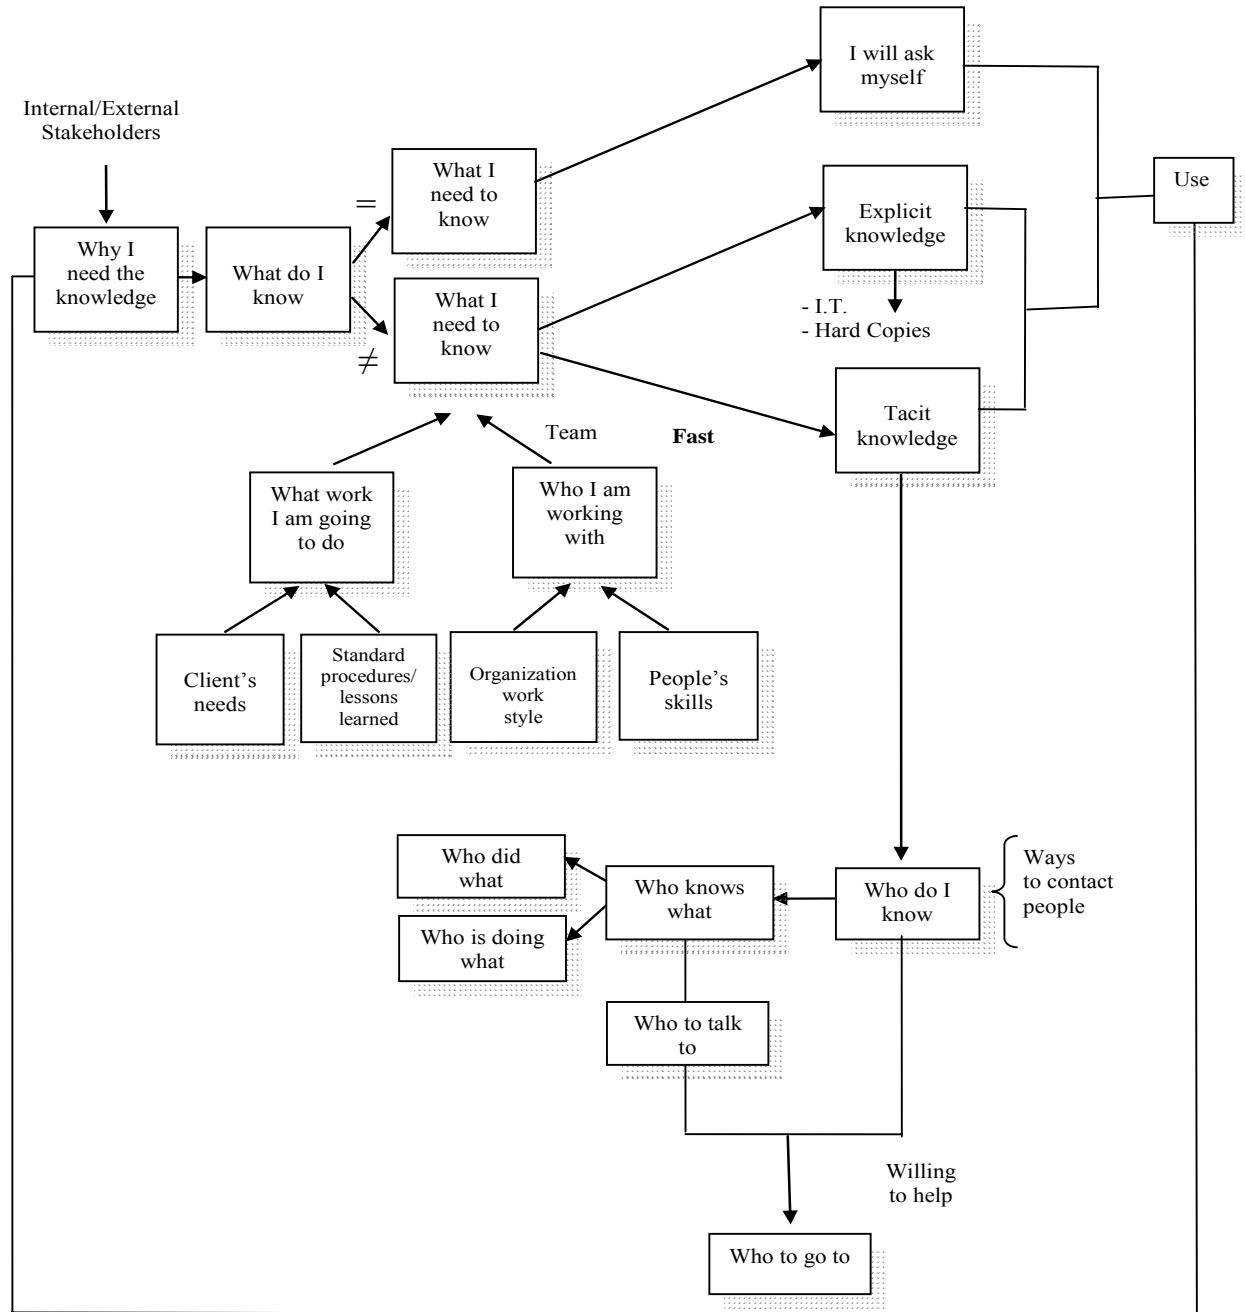 I will ask
myself
Internal/External
Stakeholders
What I
need to
know
=
Use
Explicit
knowledge
Why I
need the
knowledge
What do I
know
What I
need to
know
≠
- I.T.
- Hard Copies
Tacit
knowledge
Team
Fast
What work
I am going
to do
Who I am
working
with
Client's
needs
Standard
procedures/
lessons
learned
Organization
work
style
People's
skills
Who did
what
Who is doing
what
Who knows
what
Who do I
know
Ways
to contact
people
Who to talk
to
Willing
to help
Who to go to